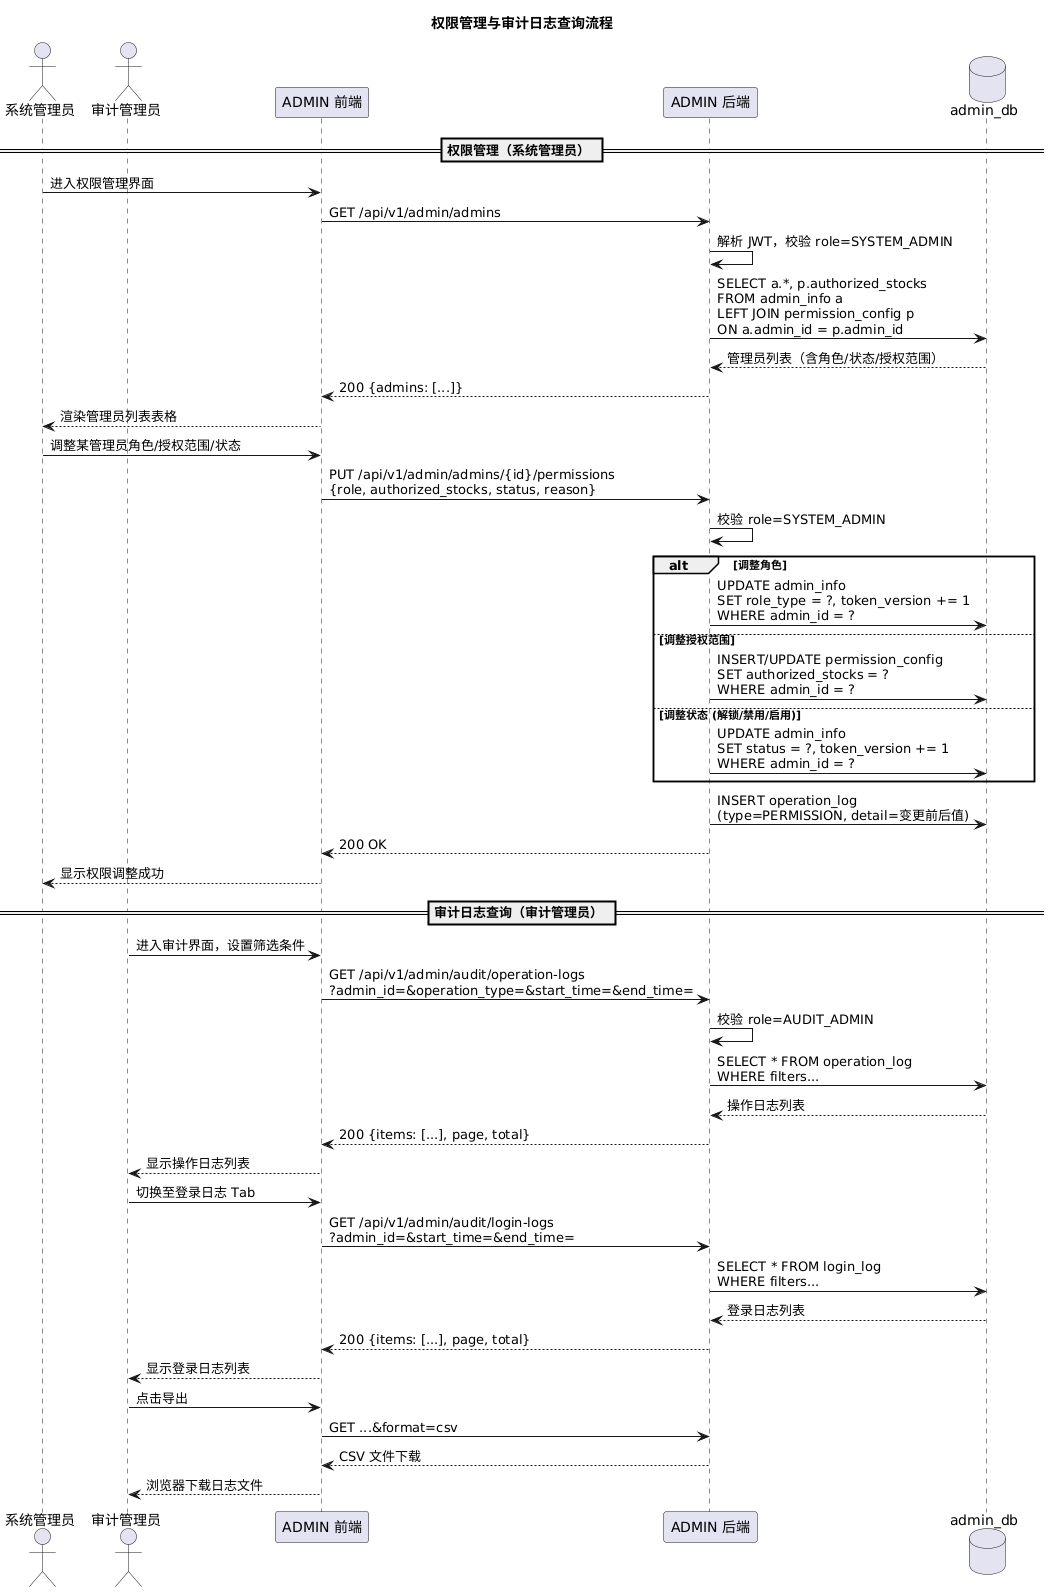 权限管理与审计日志查询流程
系统管理员
审计管理员
ADMIN 前端
ADMIN 后端
admin_db
权限管理（系统管理员）
进入权限管理界面
GET /api/v1/admin/admins
解析 JWT，校验 role=SYSTEM_ADMIN
SELECT a.*, p.authorized_stocks
FROM admin_info a
LEFT JOIN permission_config p
ON a.admin_id = p.admin_id
管理员列表（含角色/状态/授权范围）
200 {admins: [...]}
渲染管理员列表表格
调整某管理员角色/授权范围/状态
PUT /api/v1/admin/admins/{id}/permissions
{role, authorized_stocks, status, reason}
校验 role=SYSTEM_ADMIN
alt
[调整角色]
UPDATE admin_info
SET role_type = ?, token_version += 1
WHERE admin_id = ?
[调整授权范围]
INSERT/UPDATE permission_config
SET authorized_stocks = ?
WHERE admin_id = ?
[调整状态 (解锁/禁用/启用)]
UPDATE admin_info
SET status = ?, token_version += 1
WHERE admin_id = ?
INSERT operation_log
(type=PERMISSION, detail=变更前后值)
200 OK
显示权限调整成功
审计日志查询（审计管理员）
进入审计界面，设置筛选条件
GET /api/v1/admin/audit/operation-logs
?admin_id=&operation_type=&start_time=&end_time=
校验 role=AUDIT_ADMIN
SELECT * FROM operation_log
WHERE filters...
操作日志列表
200 {items: [...], page, total}
显示操作日志列表
切换至登录日志 Tab
GET /api/v1/admin/audit/login-logs
?admin_id=&start_time=&end_time=
SELECT * FROM login_log
WHERE filters...
登录日志列表
200 {items: [...], page, total}
显示登录日志列表
点击导出
GET ...&format=csv
CSV 文件下载
浏览器下载日志文件
系统管理员
审计管理员
ADMIN 前端
ADMIN 后端
admin_db